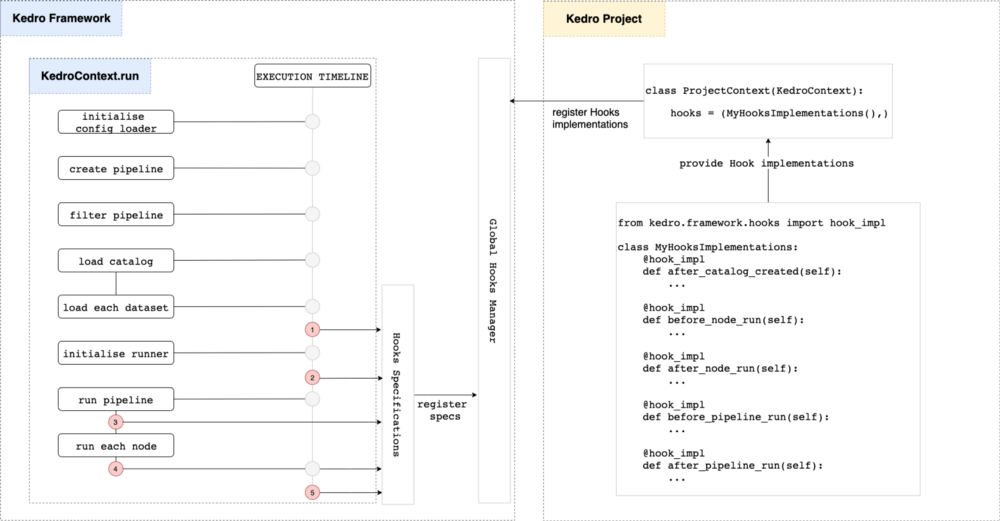 Kedro Framework
KedroContext.run
EXECUTION TIMELINE
initialise
config loader
create pipeline
filter pipeline
load catalog
load each dataset
1
initialise runner
2
run pipeline
3
run each node
4
5
Hooks Specifications
register
specs
Global Hooks Manager
Kedro Project
class ProjectContext(KedroContext):
hooks = (MyHooksImplementations(),)
register Hooks
implementations
provide Hook implementations
from kedro.framework.hooks import hook_impl
class MyHooksImplementations:
@hook_impl
def after_catalog_created(self):
...
@hook_impl
def before_node_run(self):
...
@hook_impl
def after_node_run(self):
...
@hook_impl
def before_pipeline_run(self):
...
@hook_impl
def after_pipeline_run(self):
...